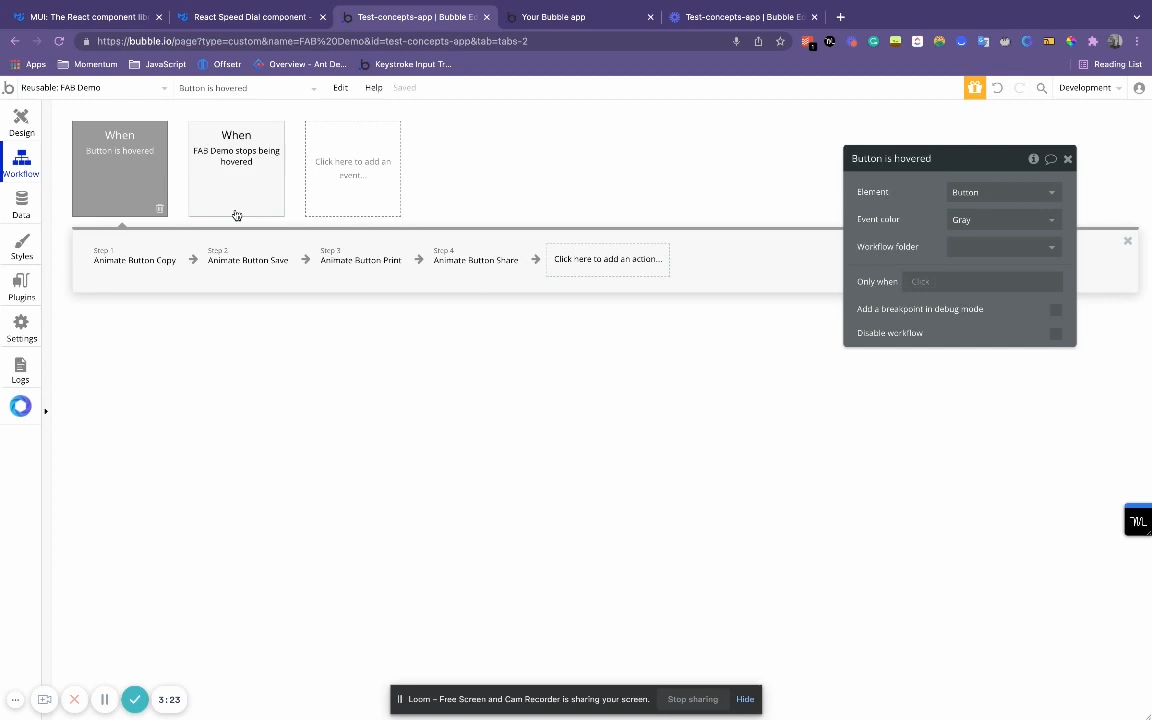 MUI: The React component libr
React Speed Dial component -
Test-concepts-app | Bubble Ed
Your Bubble app
Test-concepts-app | Bubble Ed
https://bubble.io/page?type=custom&name=FAB%20Demo&id=test-concepts-app&tab=tabs-2
Apps
Momentum
JavaScript
Offsetr
Overview - Ant De...
Keystroke Input Tr...
Reading List
Reusable: FAB Demo
Button is hovered
Edit
Help
Saved
Development
Design
Workflow
Data
Styles
Plugins
Settings
Logs
When
Button is hovered
When
FAB Demo stops being
hovered
Click here to add an
event...
Step 1
Animate Button Copy
Step 2
Animate Button Save
Step 3
Animate Button Print
Step 4
Animate Button Share
Click here to add an action...
Button is hovered
Element
Button
Event color
Gray
Workflow folder
Only when
Click
Add a breakpoint in debug mode
Disable workflow
3:23
Loom – Free Screen and Cam Recorder is sharing your screen.
Stop sharing
Hide